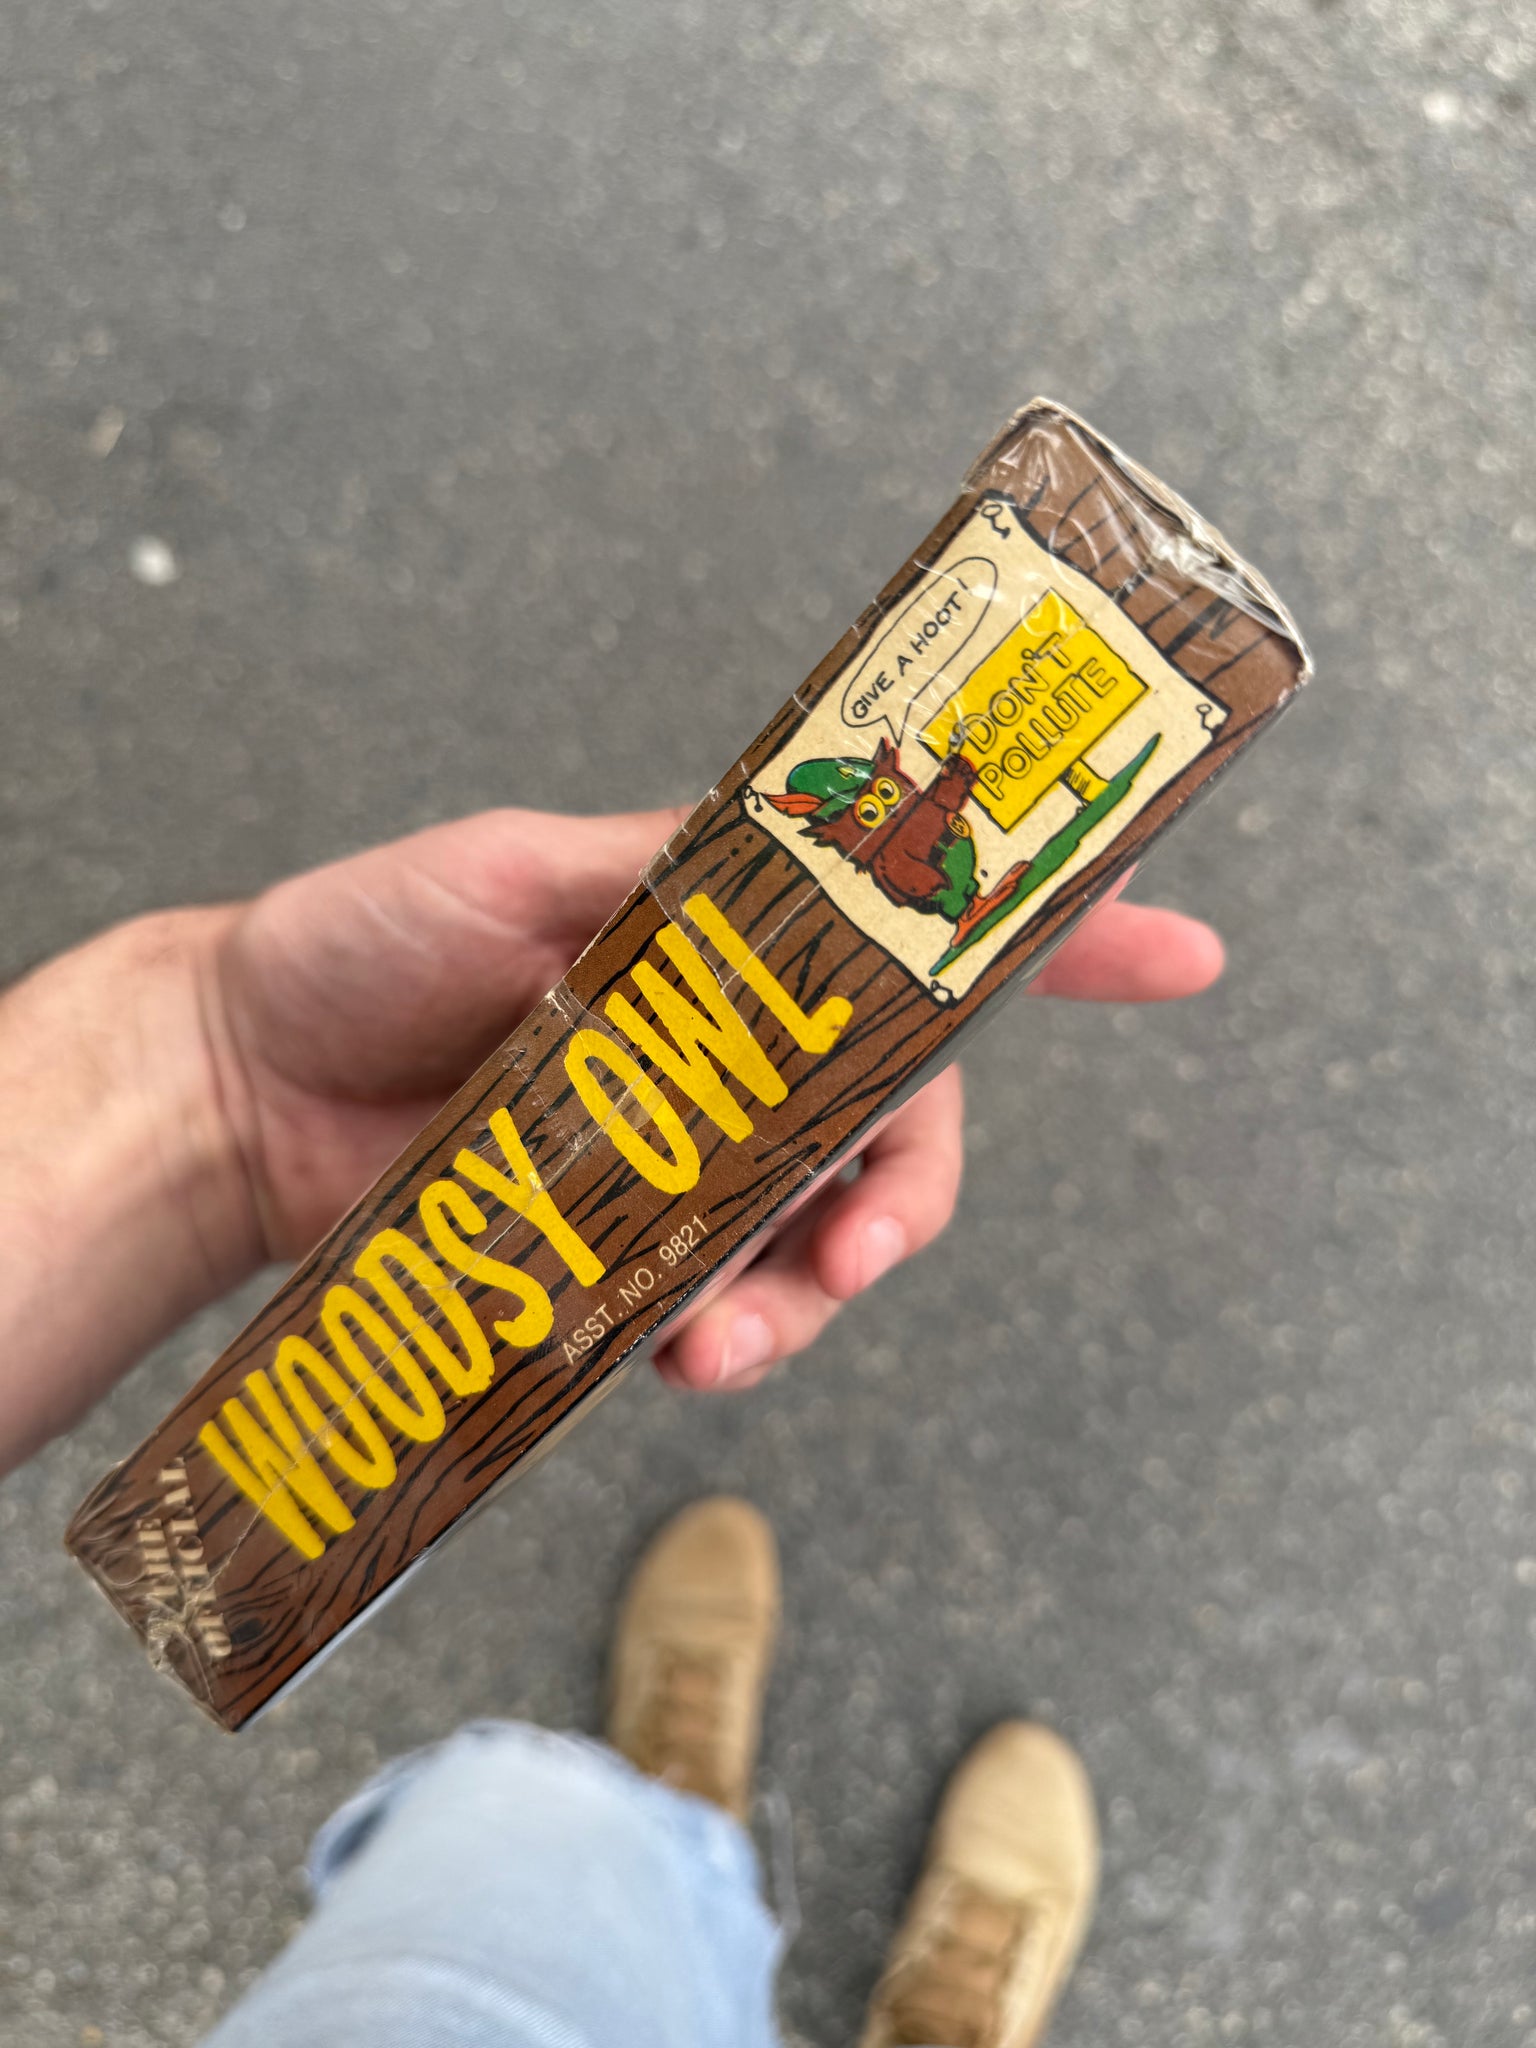 THE
OFFICIAL
WOODSY OWL
ASST. NO. 9821
GIVE A HOOT!
DON'T
POLLUTE